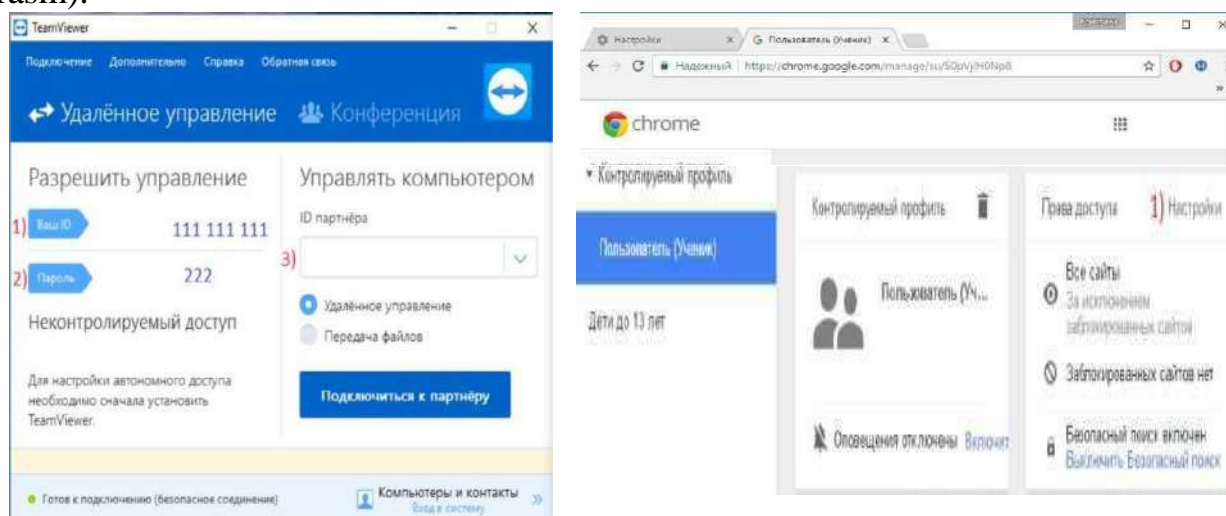 TeamViewer
Подключение Дополнительно Справка Обратная связь
Удалённое управление Конференция
Разрешить управление
1) Ваш ID 111 111 111
2) Пароль 222
Неконтролируемый доступ
Для настройки автономного доступа
необходимо сначала установить
TeamViewer.
Управлять компьютером
ID партнёра
3)
Удалённое управление
Передача файлов
Подключиться к партнёру
Готов к подключению (безопасное соединение)
Компьютеры и контакты
Вход в систему
Настройки
Пользователь (Ученик)
Надежный https://chrome.google.com/manage/su/
chrome
Контролируемый профиль
Пользователь (Ученик)
Дети до 13 лет
Контролируемый профиль
Пользователь (Уч...
Оповещения отключены Включит
Права доступа 1) Настройки
Все сайты
За исключением
заблокированных сайтов
Заблокированных сайтов нет
Безопасный поиск включен
Выключить Безопасный поиск